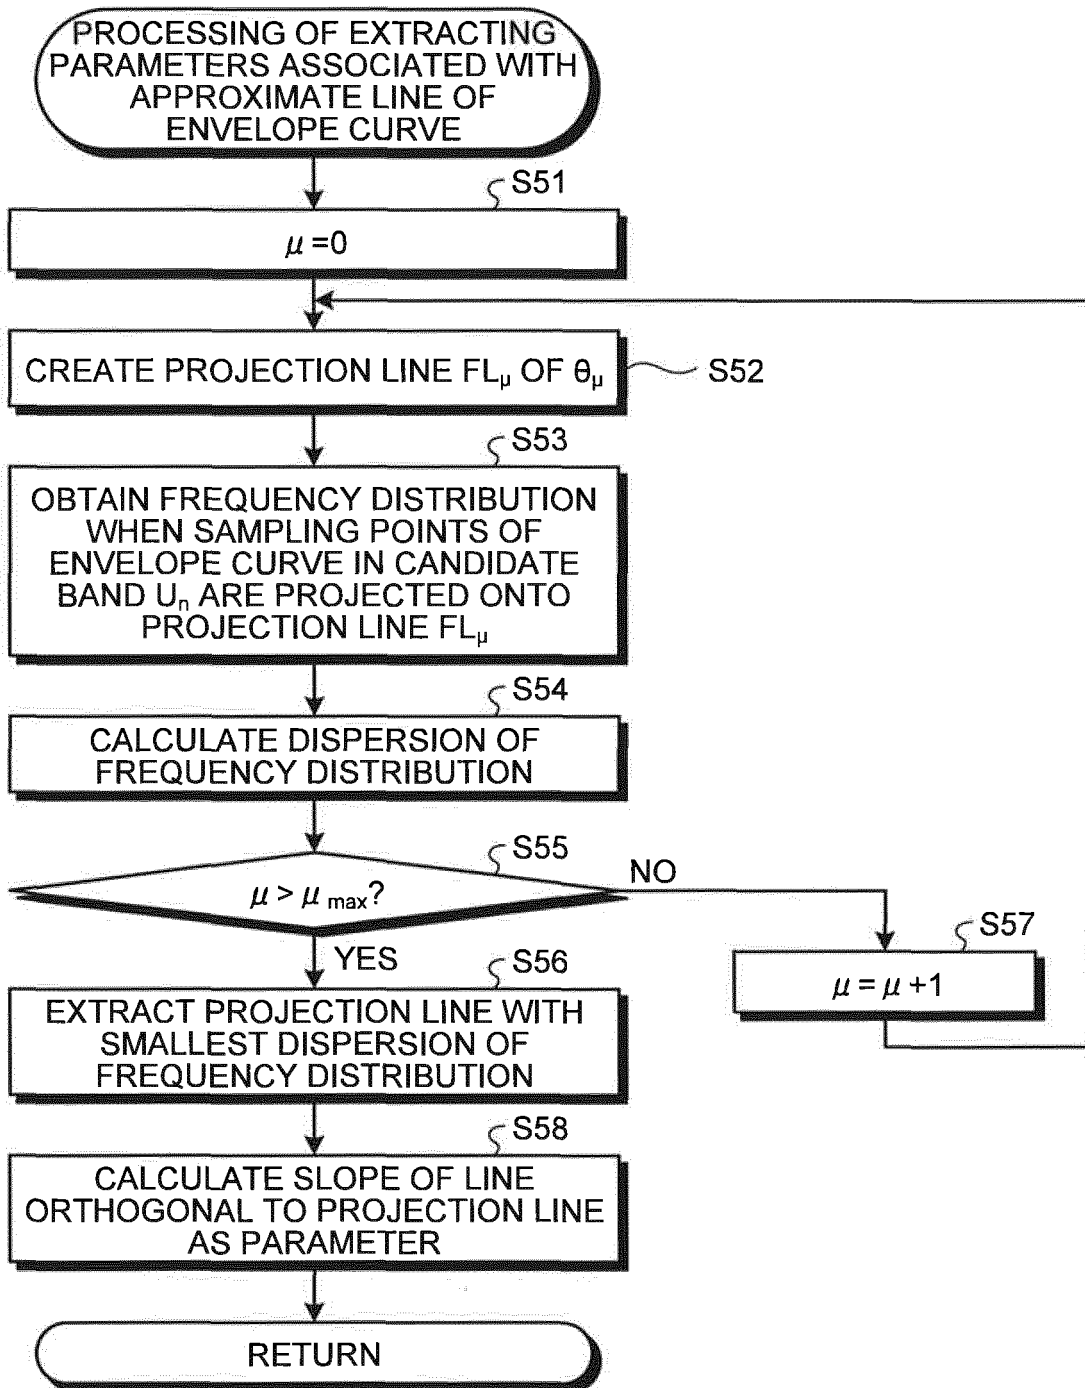 PROCESSING OF EXTRACTING
PARAMETERS ASSOCIATED WITH
APPROXIMATE LINE OF
ENVELOPE CURVE
S51
μ=0
CREATE PROJECTION LINE FLμ OF θμ
S52
S53
OBTAIN FREQUENCY DISTRIBUTION
WHEN SAMPLING POINTS OF
ENVELOPE CURVE IN CANDIDATE
BAND Un ARE PROJECTED ONTO
PROJECTION LINE FLμ
S54
CALCULATE DISPERSION OF
FREQUENCY DISTRIBUTION
S55
μ > μ max?
NO
YES
S57
μ = μ +1
S56
EXTRACT PROJECTION LINE WITH
SMALLEST DISPERSION OF
FREQUENCY DISTRIBUTION
S58
CALCULATE SLOPE OF LINE
ORTHOGONAL TO PROJECTION LINE
AS PARAMETER
RETURN